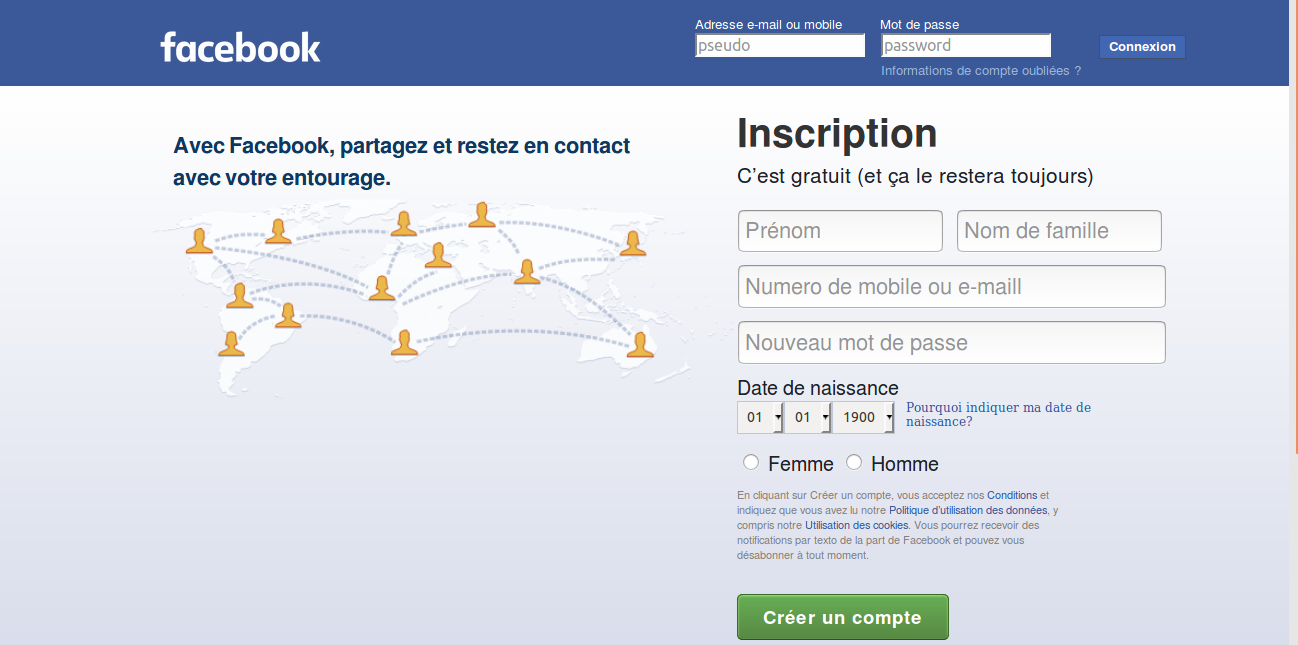 facebook
Adresse e-mail ou mobile
Mot de passe
pseudo
password
Connexion
Informations de compte oubliées ?
Avec Facebook, partagez et restez en contact
avec votre entourage.
Inscription
C'est gratuit (et ça le restera toujours)
Prénom
Nom de famille
Numero de mobile ou e-maill
Nouveau mot de passe
Date de naissance
01 01 1900
Pourquoi indiquer ma date de
naissance?
Femme Homme
En cliquant sur Créer un compte, vous acceptez nos Conditions et
indiquez que vous avez lu notre Politique d'utilisation des données, y
compris notre Utilisation des cookies. Vous pourrez recevoir des
notifications par texto de la part de Facebook et pouvez vous
désabonner à tout moment.
Créer un compte